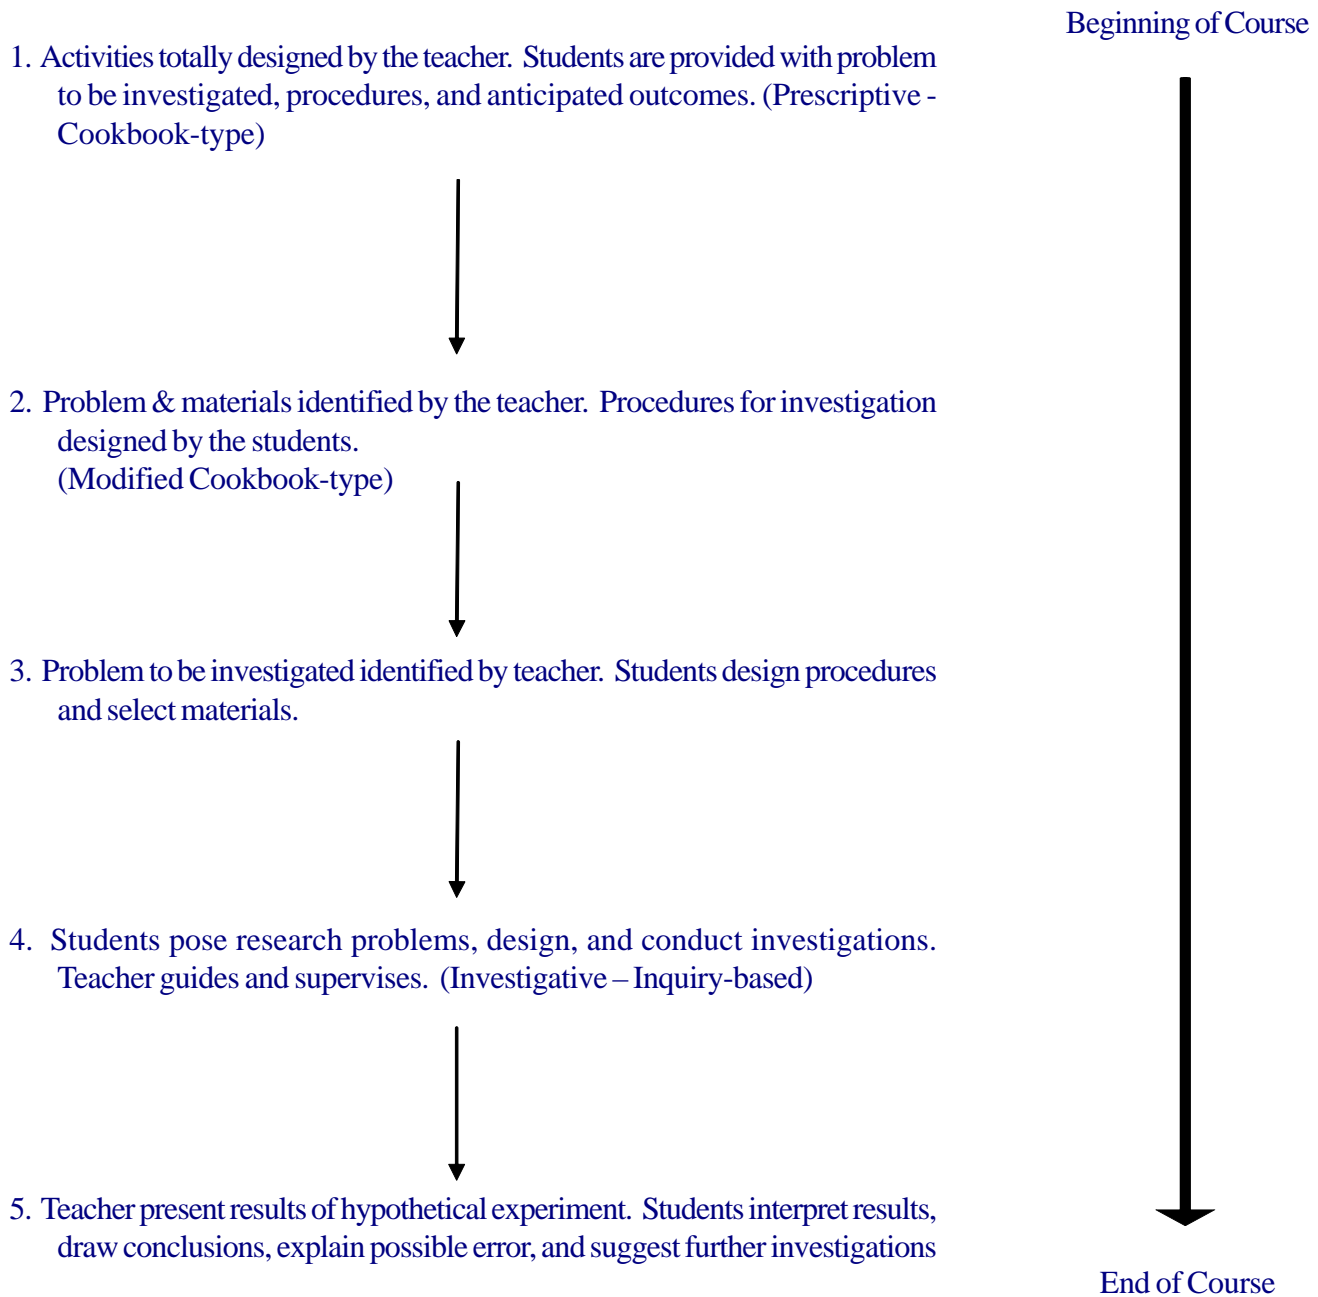 Beginning of Course
1. Activities totally designed by the teacher. Students are provided with problem
to be investigated, procedures, and anticipated outcomes. (Prescriptive -
Cookbook-type)
2. Problem & materials identified by the teacher. Procedures for investigation
designed by the students.
(Modified Cookbook-type)
3. Problem to be investigated identified by teacher. Students design procedures
and select materials.
4. Students pose research problems, design, and conduct investigations.
Teacher guides and supervises. (Investigative – Inquiry-based)
5. Teacher present results of hypothetical experiment. Students interpret results,
draw conclusions, explain possible error, and suggest further investigations
End of Course